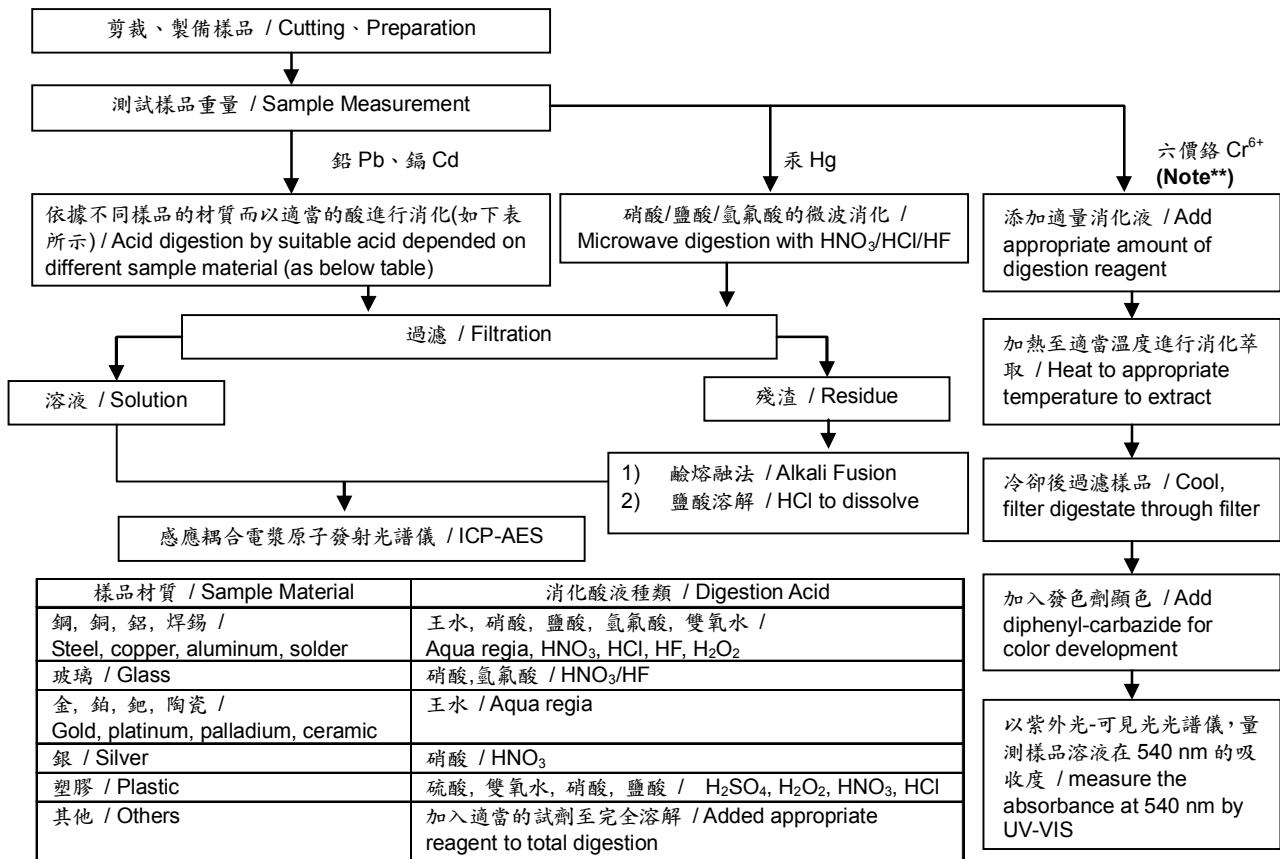 剪裁、製備樣品 / Cutting、Preparation
測試樣品重量 / Sample Measurement
鉛 Pb、鎘 Cd
汞 Hg
六價鉻 Cr⁶⁺
(Note**)
依據不同樣品的材質而以適當的酸進行消化(如下表
所示) / Acid digestion by suitable acid depended on
different sample material (as below table)
硝酸/鹽酸/氫氟酸的微波消化 /
Microwave digestion with HNO₃/HCl/HF
添加適量消化液 / Add
appropriate amount of
digestion reagent
過濾 / Filtration
加熱至適當溫度進行消化萃
取 / Heat to appropriate
temperature to extract
溶液 / Solution
殘渣 / Residue
1) 鹼熔融法 / Alkali Fusion
2) 鹽酸溶解 / HCl to dissolve
冷卻後過濾樣品 / Cool,
filter digestate through filter
感應耦合電漿原子發射光譜儀 / ICP-AES
加入發色劑顯色 / Add
diphenyl-carbazide for
color development
以紫外光-可見光光譜儀,量
測樣品溶液在 540 nm 的吸
收度 / measure the
absorbance at 540 nm by
UV-VIS
樣品材質 / Sample Material
消化酸液種類 / Digestion Acid
鋼, 銅, 鋁, 焊錫 /
Steel, copper, aluminum, solder
王水, 硝酸, 鹽酸, 氫氟酸, 雙氧水 /
Aqua regia, HNO₃, HCl, HF, H₂O₂
玻璃 / Glass
硝酸,氫氟酸 / HNO₃/HF
金, 鉑, 鈀, 陶瓷 /
Gold, platinum, palladium, ceramic
王水 / Aqua regia
銀 / Silver
硝酸 / HNO₃
塑膠 / Plastic
硫酸, 雙氧水, 硝酸, 鹽酸 / H₂SO₄, H₂O₂, HNO₃, HCl
其他 / Others
加入適當的試劑至完全溶解 / Added appropriate
reagent to total digestion